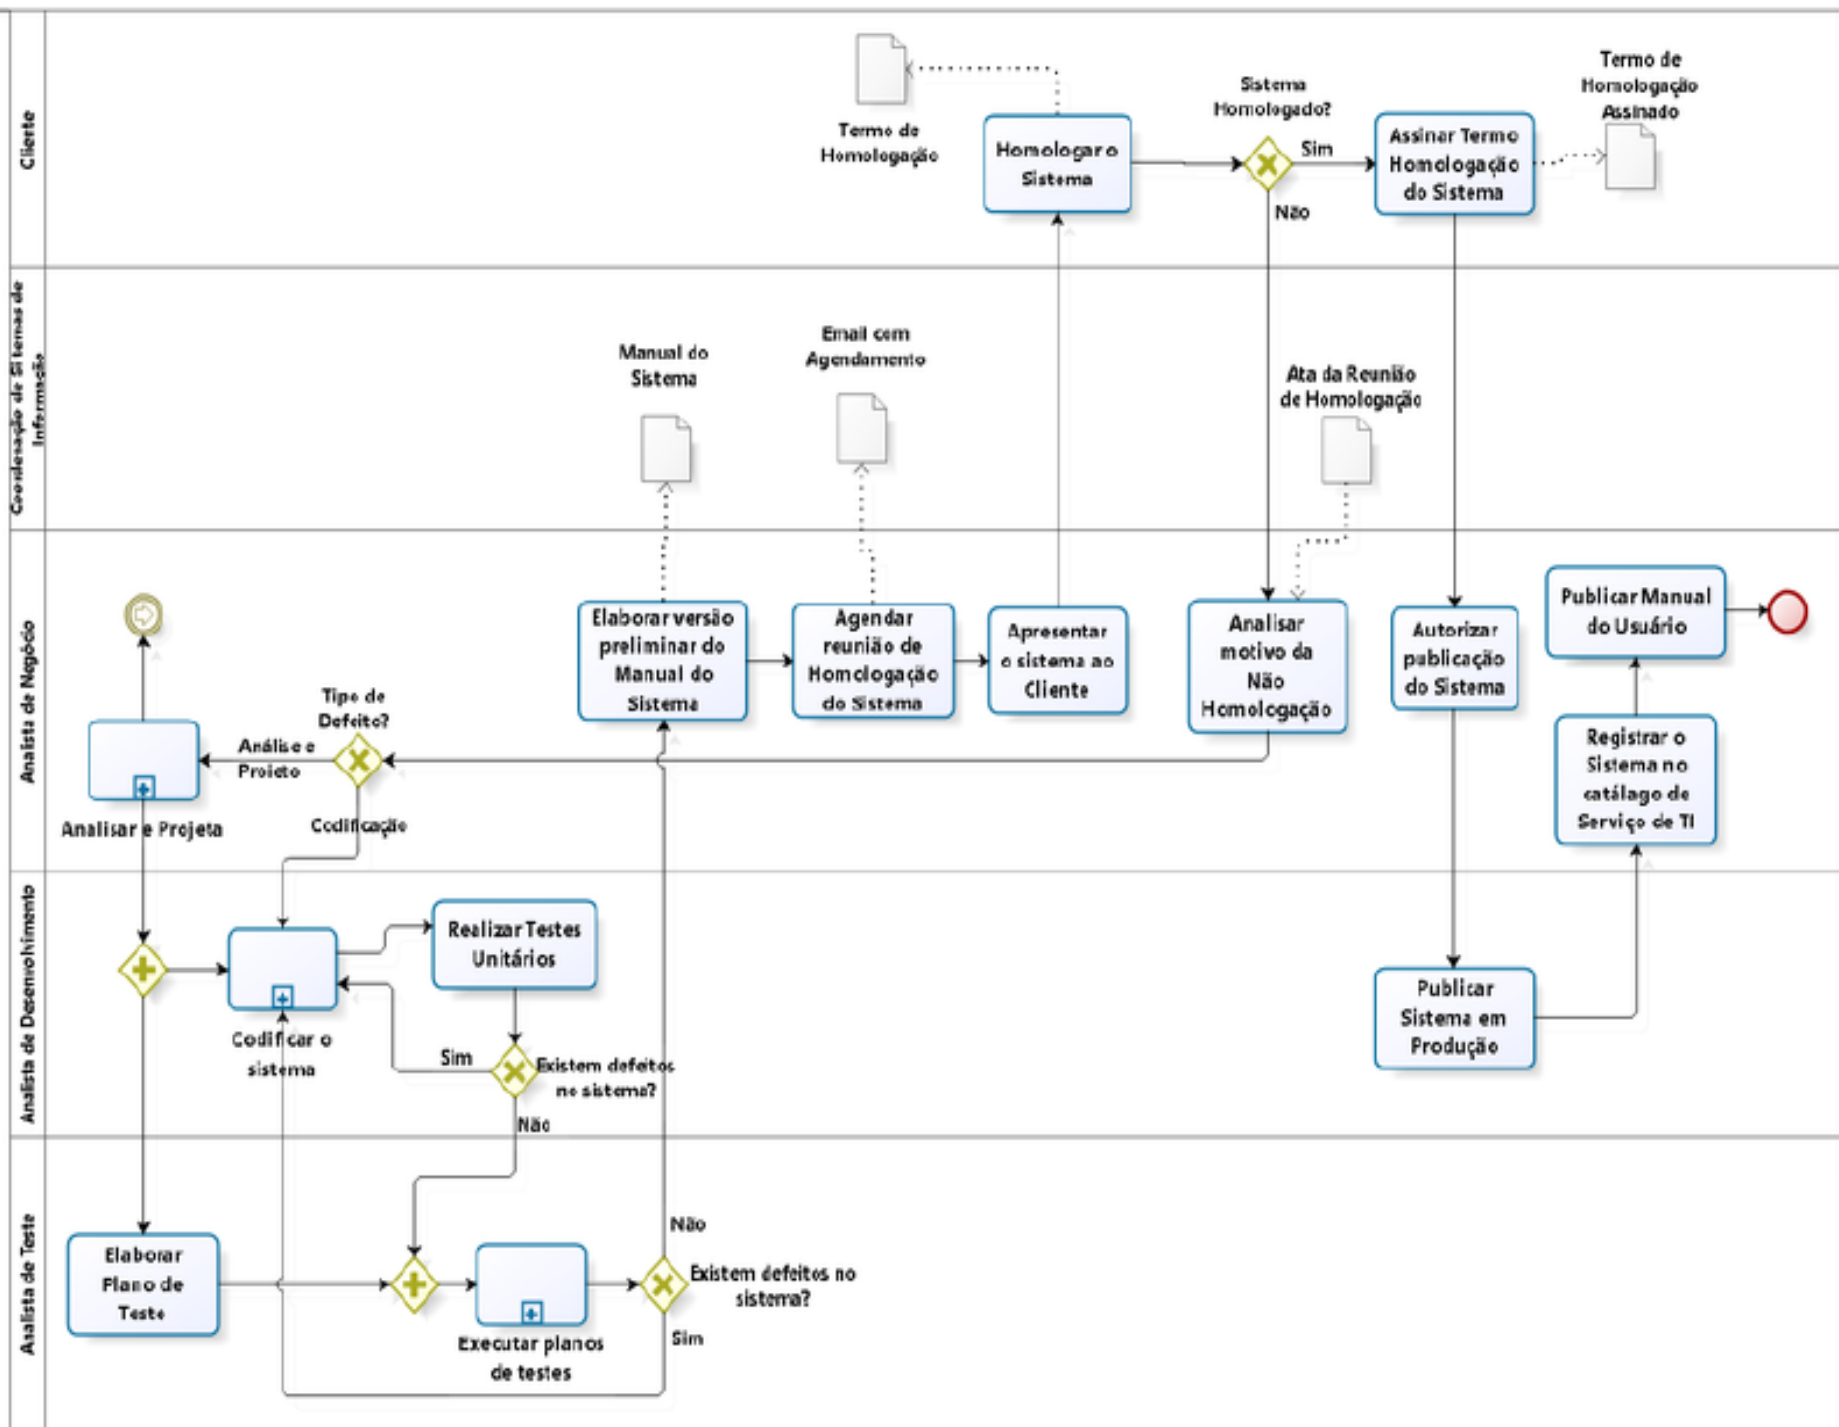 Cliente
Termo de
Homologação
Homologar o
Sistema
Sistema
Homologado?
Sim
Não
Assinar Termo
Homologação
do Sistema
Termo de
Homologação
Assinado
Coordenação de Sistemas de
Informação
Manual do
Sistema
Email com
Agendamento
Ata da Reunião
de Homologação
Analista de Negócio
Analisar e Projeta
Análise e
Projeto
Tipo de
Defeito?
Codificação
Elaborar versão
preliminar do
Manual do
Sistema
Agendar
reunião de
Homologação
do Sistema
Apresentar
o sistema ao
Cliente
Analisar
motivo da
Não
Homologação
Autorizar
publicação
do Sistema
Publicar Manual
do Usuário
Registrar o
Sistema no
catálago de
Serviço de TI
Analista de Desenvolvimento
Codificar o
sistema
Realizar Testes
Unitários
Sim
Existem defeitos
no sistema?
Não
Publicar
Sistema em
Produção
Analista de Teste
Elaborar
Plano de
Teste
Executar planos
de testes
Não
Existem defeitos no
sistema?
Sim